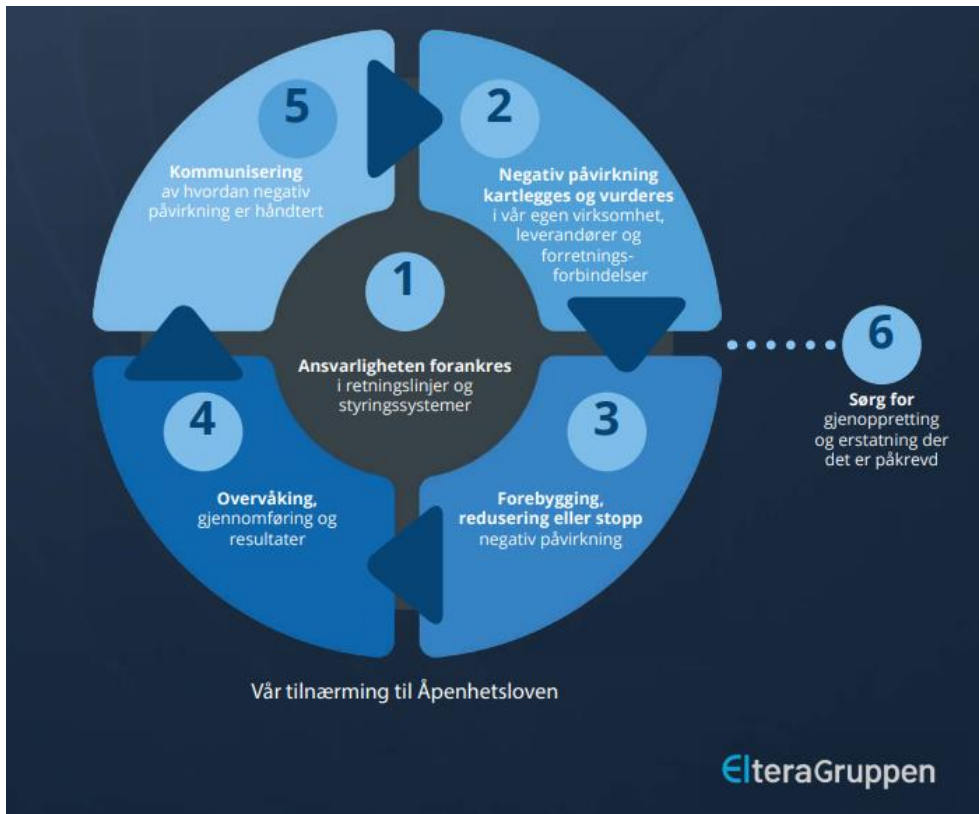 5
Kommunisering
av hvordan negativ
påvirkning er håndtert
2
Negativ påvirkning
kartlegges og vurderes
i vår egen virksomhet,
leverandører og
forretnings-
forbindelser
1
Ansvarligheten forankres
i retningslinjer og
styringssystemer
6
Sørg for
gjenoppretting
og erstatning der
det er påkrevd
4
Overvåking,
gjennomføring og
resultater
3
Forebygging,
redusering eller stopp
negativ påvirkning
Vår tilnærming til Åpenhetsloven
ElteraGruppen